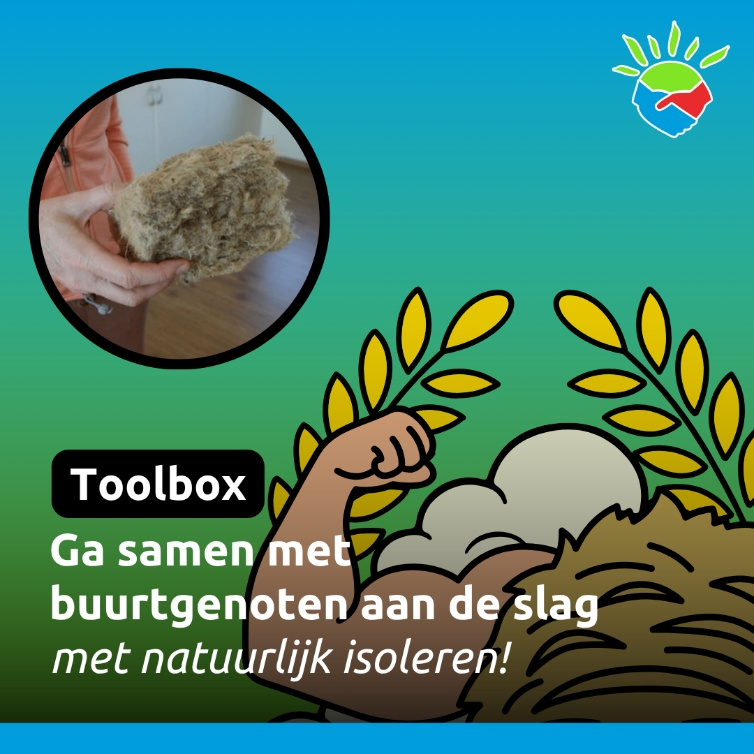 Toolbox
Ga samen met
buurtgenoten aan de slag
met natuurlijk isoleren!